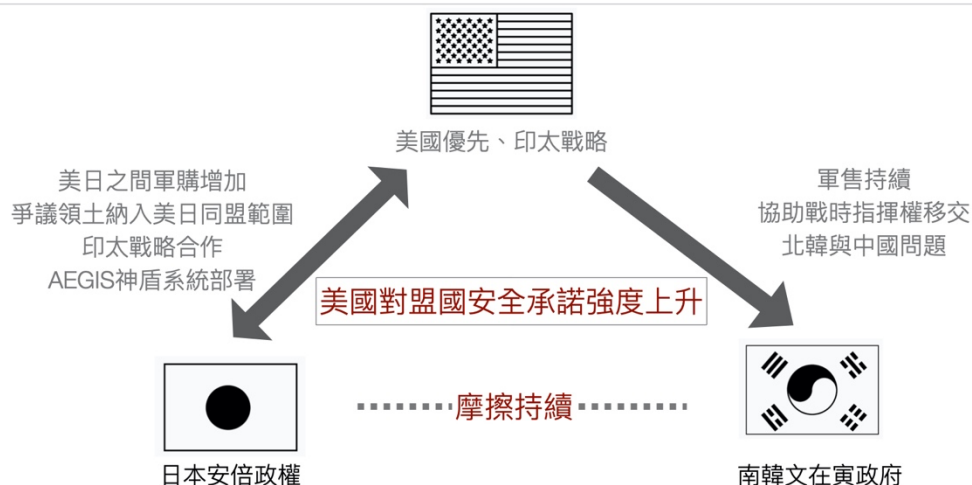 美國優先、印太戰略
美日之間軍購增加
爭議領土納入美日同盟範圍
印太戰略合作
AEGIS神盾系統部署
軍售持續
協助戰時指揮權移交
北韓與中國問題
美國對盟國安全承諾強度上升
摩擦持續
日本安倍政權
南韓文在寅政府